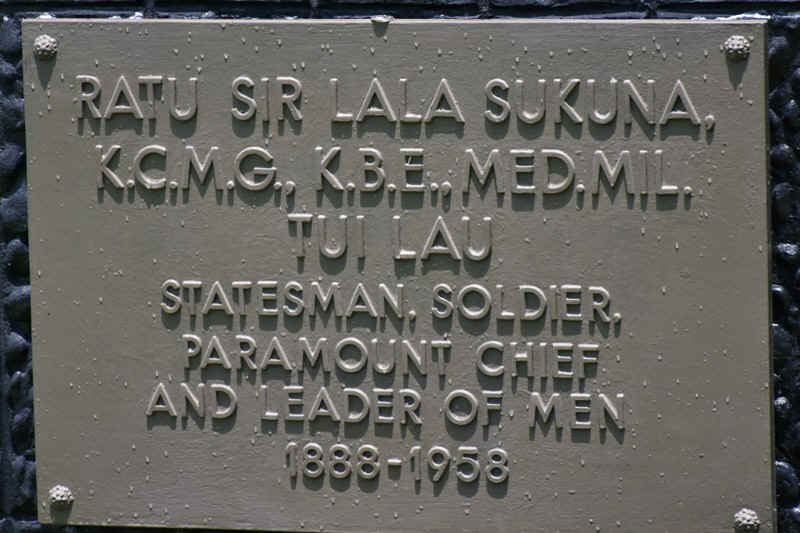 RATU SIR LALA SUKUNA,
K.C.M.G., K.B.E., MED.MIL.
TUI LAU
STATESMAN, SOLDIER,
PARAMOUNT CHIEF
AND LEADER OF MEN
1888-1958